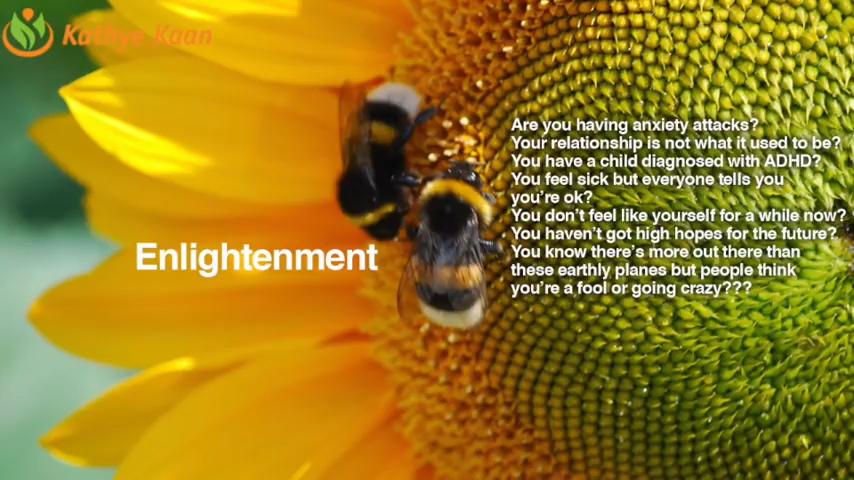 Kathye Kaan
Enlightenment
Are you having anxiety attacks?
Your relationship is not what it used to be?
You have a child diagnosed with ADHD?
You feel sick but everyone tells you
you're ok?
You don't feel like yourself for a while now?
You haven't got high hopes for the future?
You know there's more out there than
these earthly planes but people think
you're a fool or going crazy???